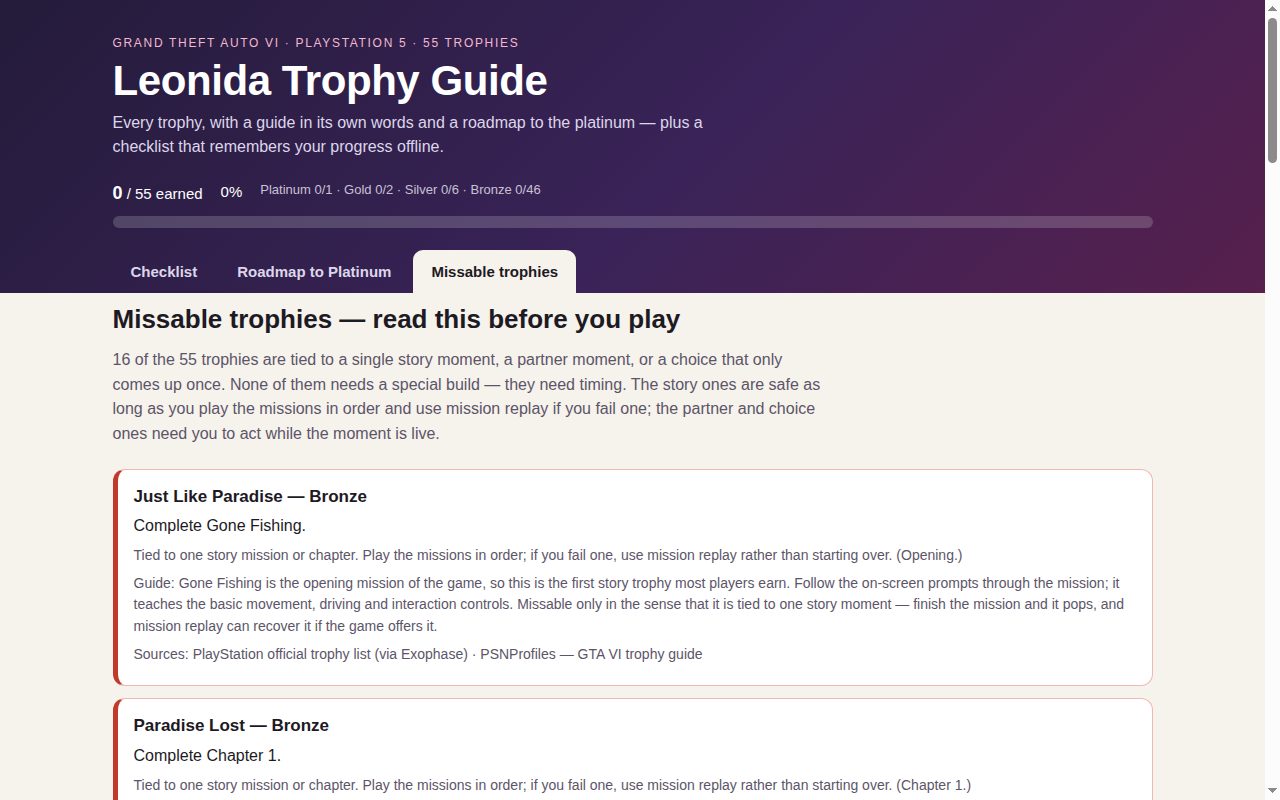 GRAND THEFT AUTO VI · PLAYSTATION 5 · 55 TROPHIES
Leonida Trophy Guide
Every trophy, with a guide in its own words and a roadmap to the platinum — plus a
checklist that remembers your progress offline.
0 / 55 earned 0% Platinum 0/1 · Gold 0/2 · Silver 0/6 · Bronze 0/46
Checklist Roadmap to Platinum Missable trophies
Missable trophies — read this before you play
16 of the 55 trophies are tied to a single story moment, a partner moment, or a choice that only
comes up once. None of them needs a special build — they need timing. The story ones are safe as
long as you play the missions in order and use mission replay if you fail one; the partner and choice
ones need you to act while the moment is live.
Just Like Paradise — Bronze
Complete Gone Fishing.
Tied to one story mission or chapter. Play the missions in order; if you fail one, use mission replay rather than starting over. (Opening.)
Guide: Gone Fishing is the opening mission of the game, so this is the first story trophy most players earn. Follow the on-screen prompts through the mission; it
teaches the basic movement, driving and interaction controls. Missable only in the sense that it is tied to one story moment — finish the mission and it pops, and
mission replay can recover it if the game offers it.
Sources: PlayStation official trophy list (via Exophase) · PSNProfiles — GTA VI trophy guide
Paradise Lost — Bronze
Complete Chapter 1.
Tied to one story mission or chapter. Play the missions in order; if you fail one, use mission replay rather than starting over. (Chapter 1.)